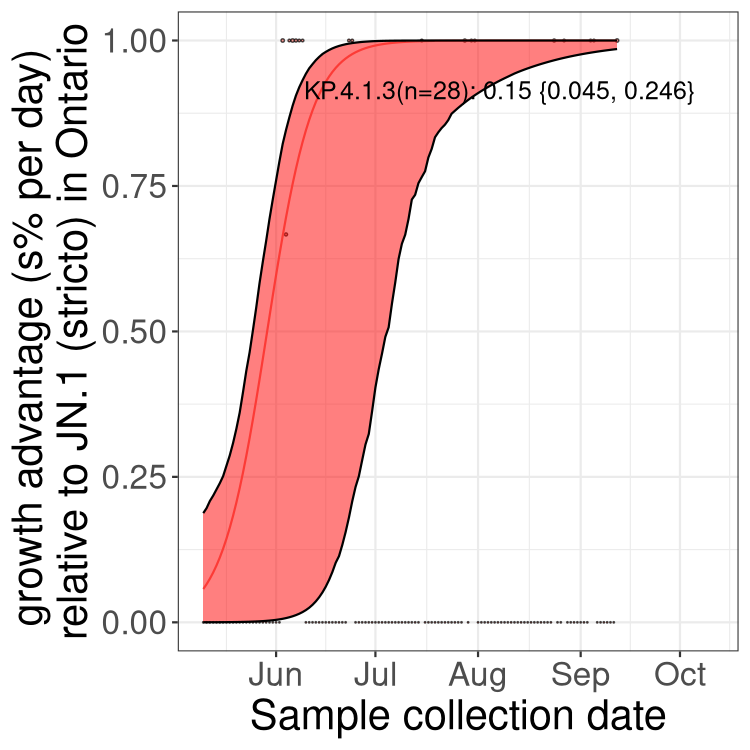 growth advantage (s% per day)
relative to JN.1 (stricto) in Ontario
1.00
0.75
0.50
0.25
0.00
KP.4.1.3(n=28): 0.15 {0.045, 0.246}
Jun Jul Aug Sep Oct
Sample collection date